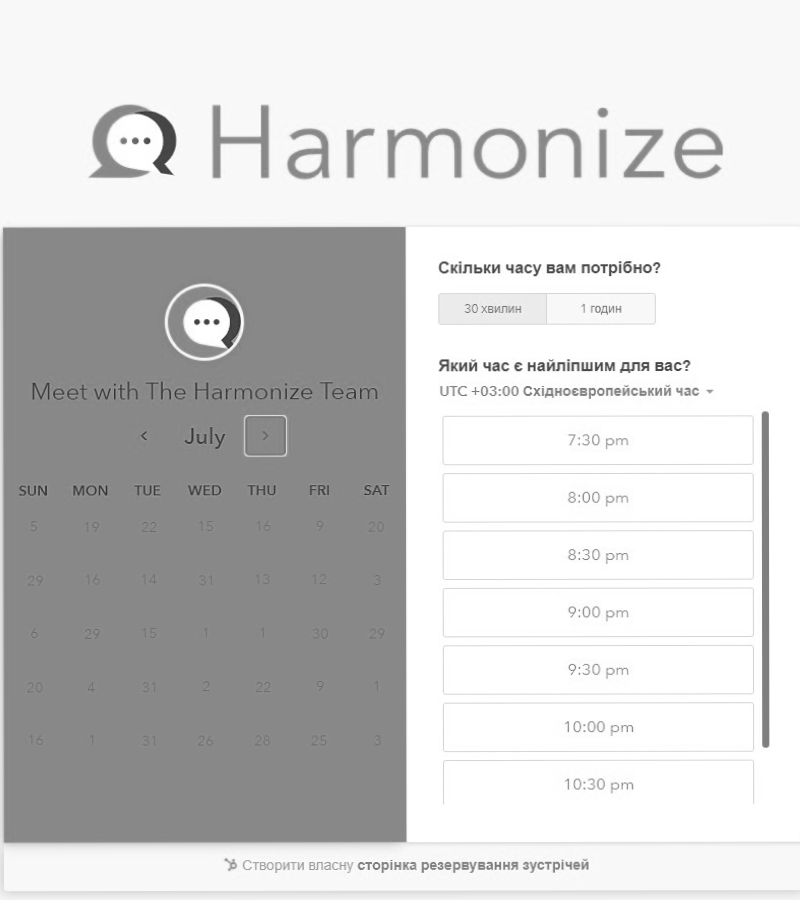 Harmonize
Meet with The Harmonize Team
July
SUN MON TUE WED THU FRI SAT
5 19 22 15 16 9 20
29 16 14 31 13 12 3
6 29 15 1 1 30 29
20 4 31 2 22 9 1
16 1 31 26 28 25 3
Скільки часу вам потрібно?
30 хвилин 1 годин
Який час є найліпшим для вас?
UTC +03:00 Східноєвропейський час
7:30 pm
8:00 pm
8:30 pm
9:00 pm
9:30 pm
10:00 pm
10:30 pm
Створити власну сторінка резервування зустрічей